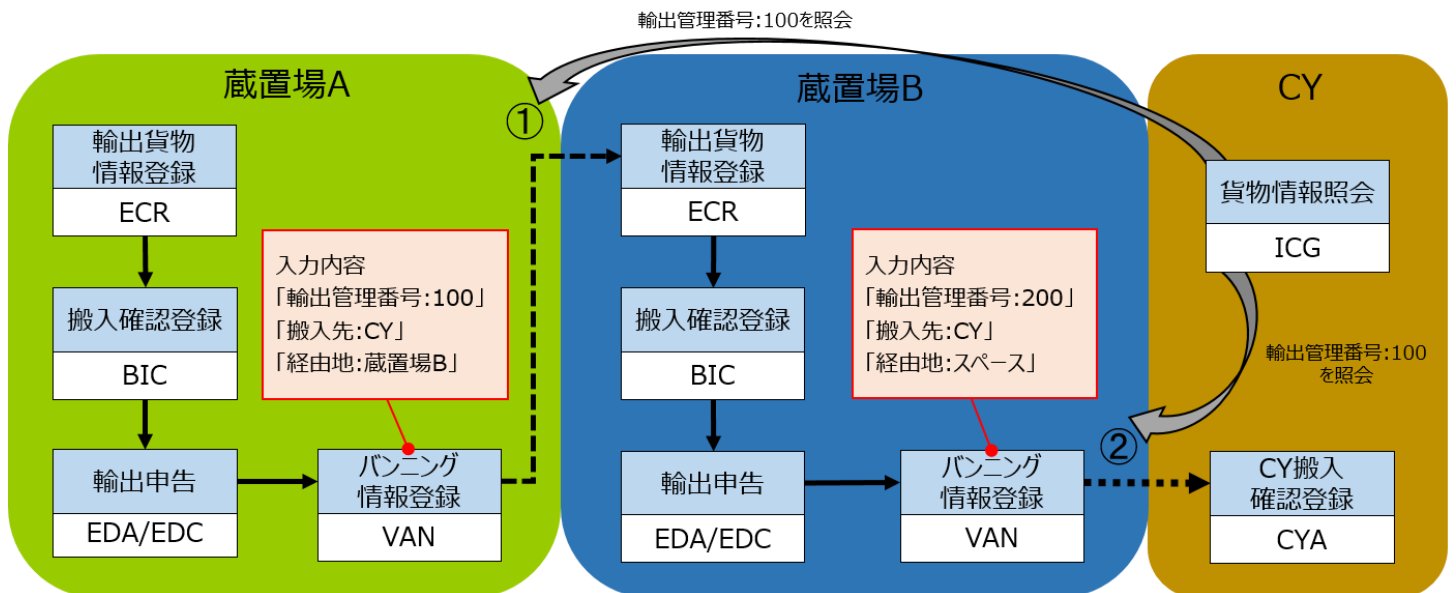 輸出管理番号:100を照会
蔵置場A
①
輸出貨物
情報登録
ECR
搬入確認登録
BIC
輸出申告
EDA/EDC
入力内容
「輸出管理番号:100」
「搬入先:CY」
「経由地:蔵置場B」
バンニング
情報登録
VAN
蔵置場B
輸出貨物
情報登録
ECR
搬入確認登録
BIC
輸出申告
EDA/EDC
入力内容
「輸出管理番号:200」
「搬入先:CY」
「経由地:スペース」
バンニング
情報登録
VAN
②
CY
貨物情報照会
ICG
輸出管理番号:100
を照会
CY搬入
確認登録
CYA